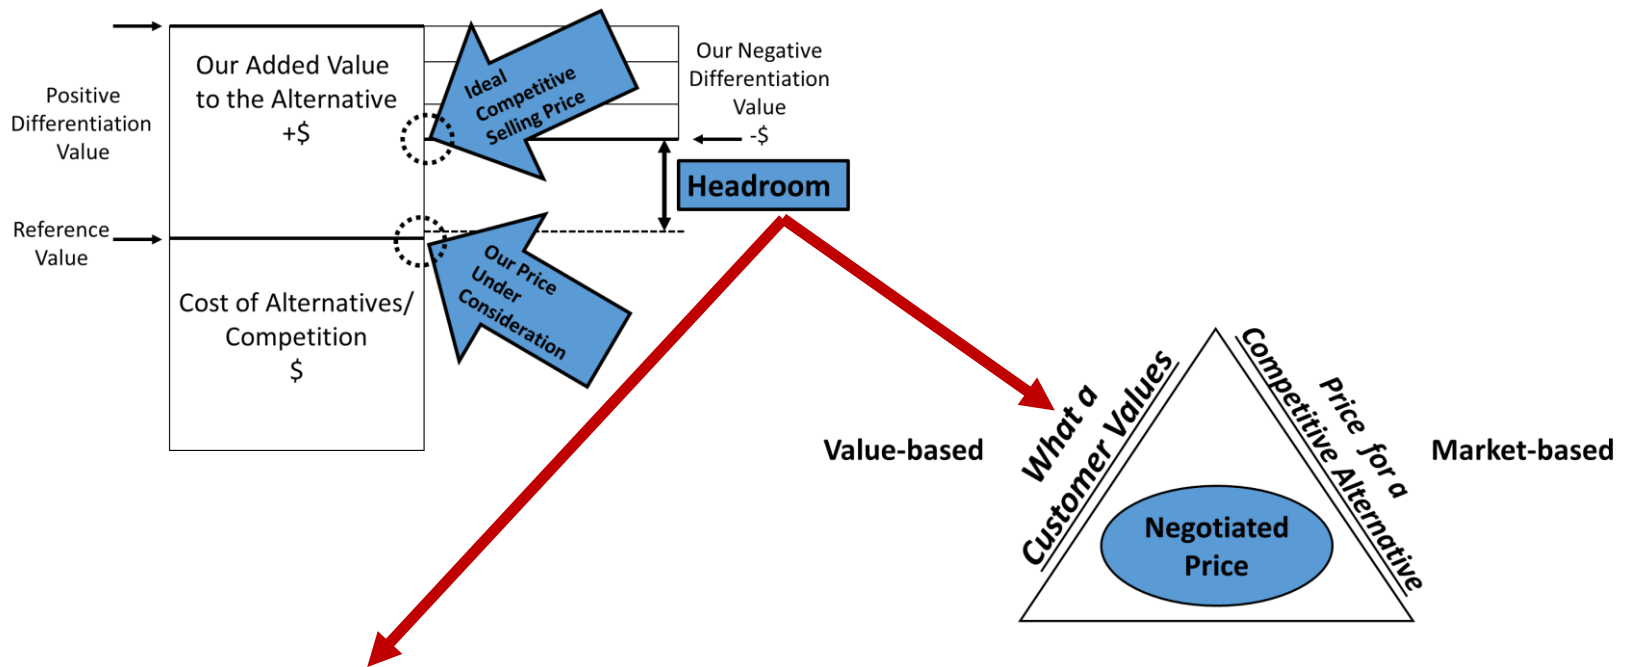 Positive
Differentiation
Value
Our Added Value
to the Alternative
+$
Ideal
Competitive
Selling Price
Our Negative
Differentiation
Value
-$
Headroom
Reference
Value
Our Price
Under
Consideration
Cost of Alternatives/
Competition
$
Value-based
What a
Customer Values
Price for a
Competitive Alternative
Market-based
Negotiated
Price